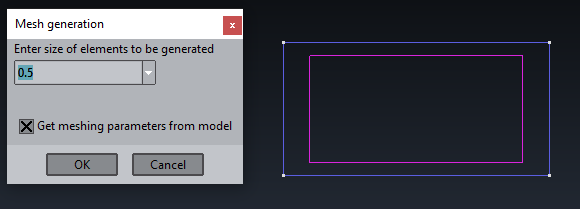 Mesh generation
Enter size of elements to be generated
0.5
Get meshing parameters from model
OK Cancel